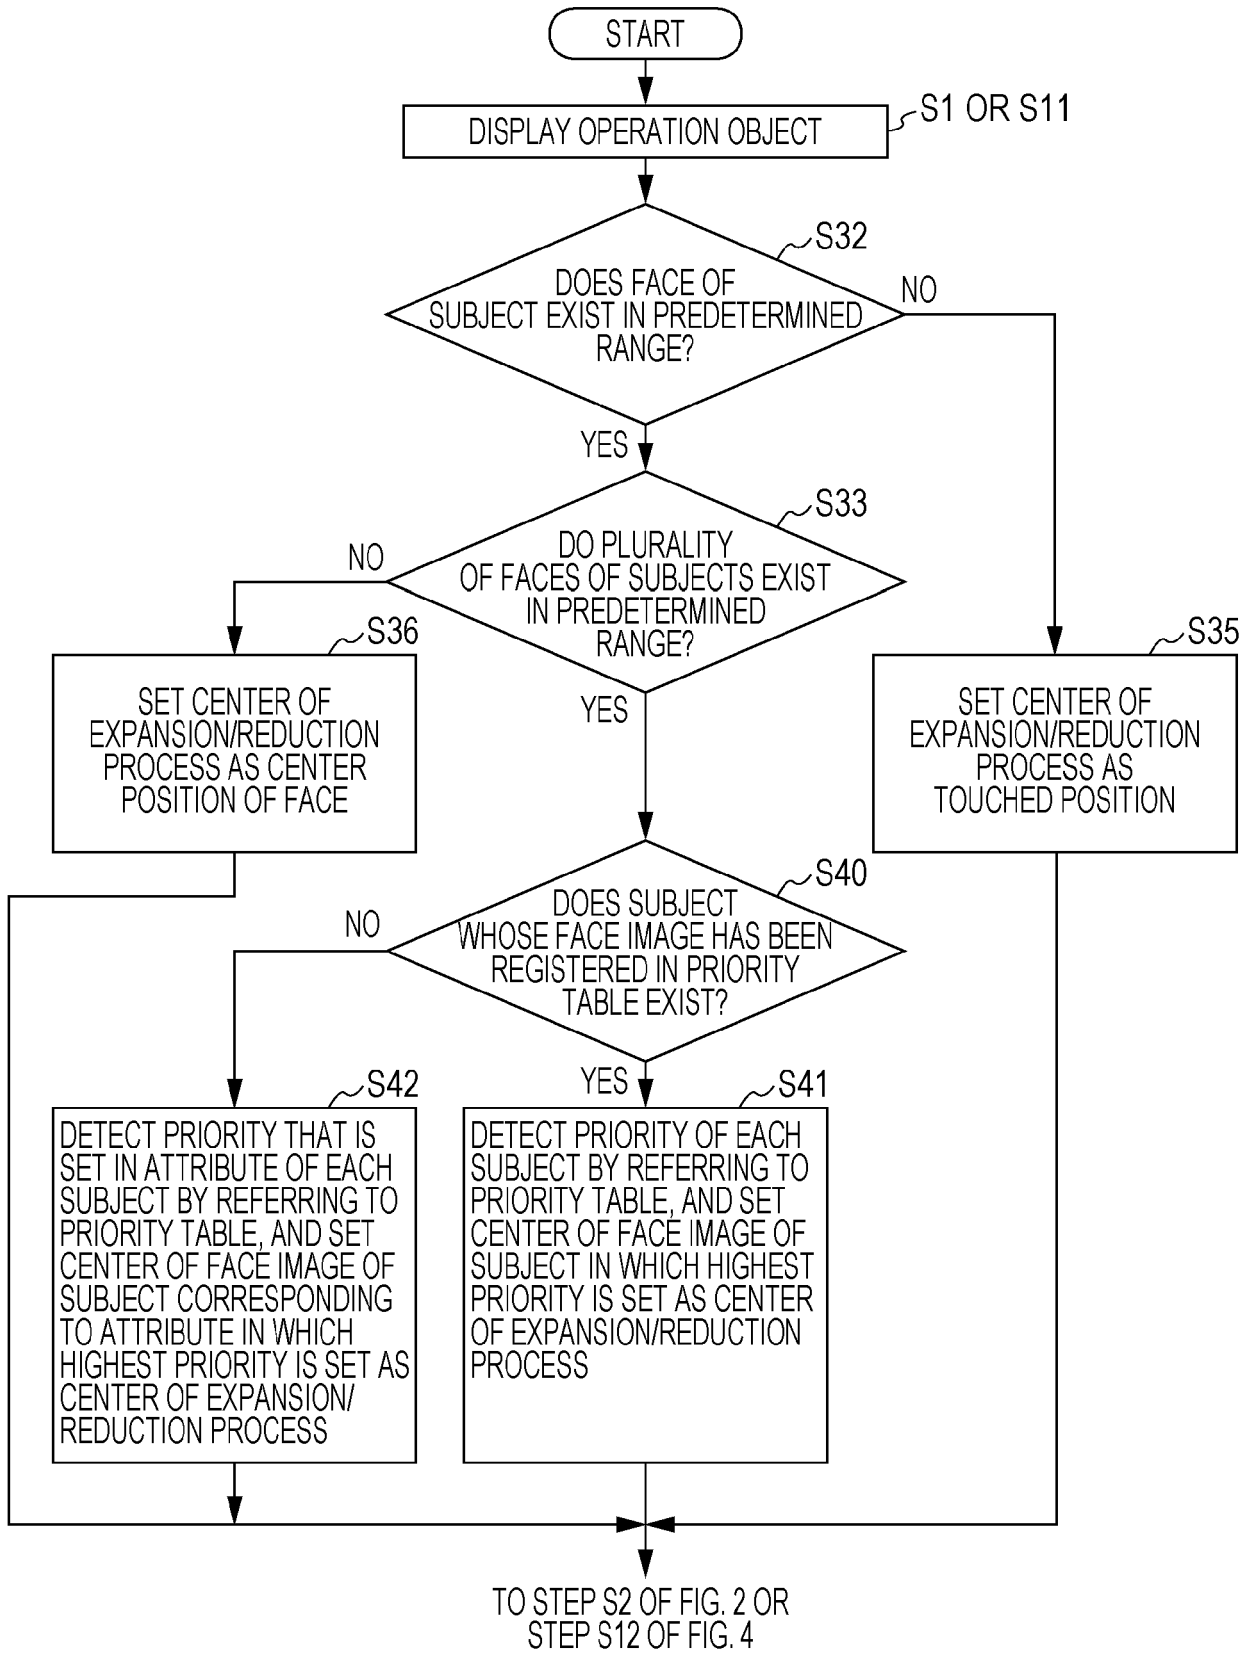 START
DISPLAY OPERATION OBJECT
S1 OR S11
S32
DOES FACE OF
SUBJECT EXIST IN PREDETERMINED
RANGE?
NO
YES
S33
DO PLURALITY
OF FACES OF SUBJECTS EXIST
IN PREDETERMINED
RANGE?
NO
YES
S36
SET CENTER OF
EXPANSION/REDUCTION
PROCESS AS CENTER
POSITION OF FACE
S35
SET CENTER OF
EXPANSION/REDUCTION
PROCESS AS
TOUCHED POSITION
S40
DOES SUBJECT
WHOSE FACE IMAGE HAS BEEN
REGISTERED IN PRIORITY
TABLE EXIST?
NO
YES
S42
DETECT PRIORITY THAT IS
SET IN ATTRIBUTE OF EACH
SUBJECT BY REFERRING TO
PRIORITY TABLE, AND SET
CENTER OF FACE IMAGE OF
SUBJECT CORRESPONDING
TO ATTRIBUTE IN WHICH
HIGHEST PRIORITY IS SET AS
CENTER OF EXPANSION/
REDUCTION PROCESS
S41
DETECT PRIORITY OF EACH
SUBJECT BY REFERRING TO
PRIORITY TABLE, AND SET
CENTER OF FACE IMAGE OF
SUBJECT IN WHICH HIGHEST
PRIORITY IS SET AS CENTER
OF EXPANSION/REDUCTION
PROCESS
TO STEP S2 OF FIG. 2 OR
STEP S12 OF FIG. 4